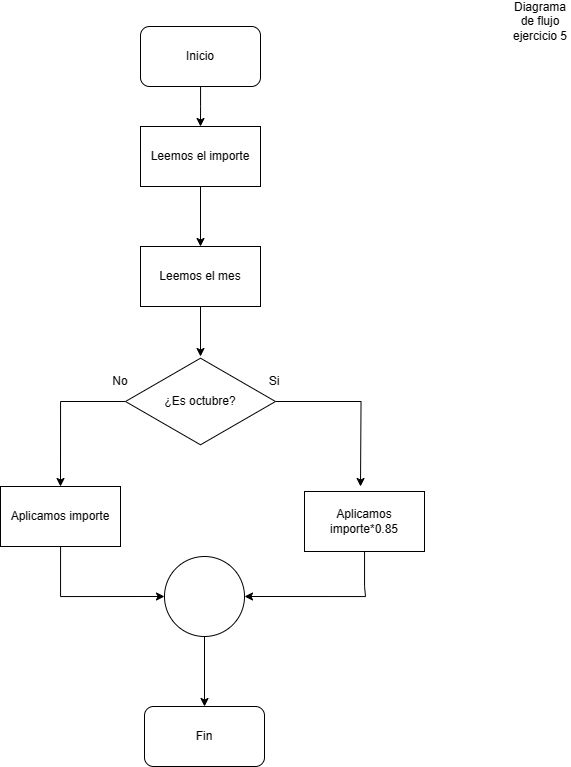 Diagrama
de flujo
ejercicio 5
Inicio
Leemos el importe
Leemos el mes
No
Si
¿Es octubre?
Aplicamos importe
Aplicamos
importe*0.85
Fin